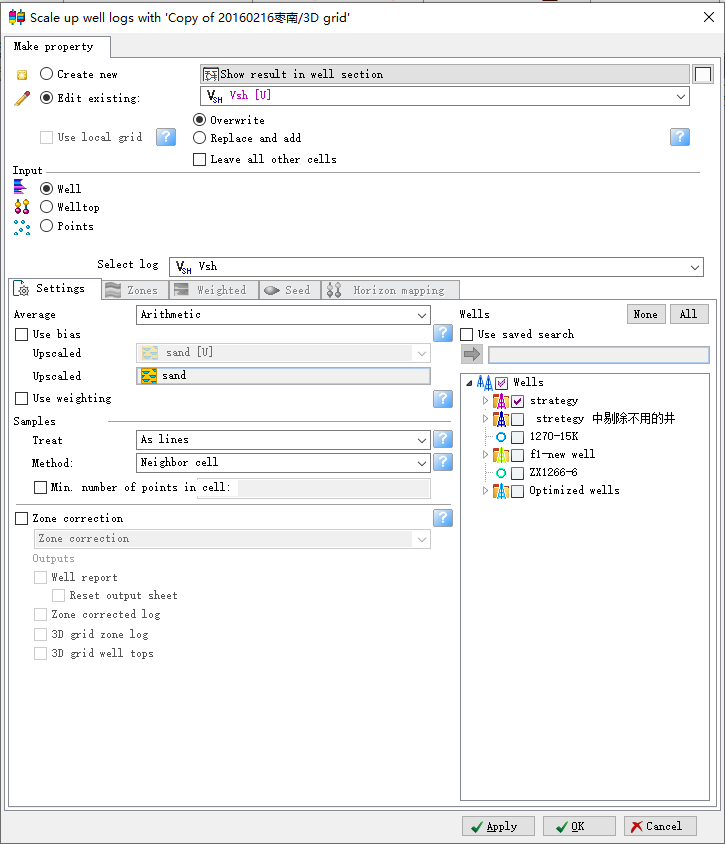 Scale up well logs with 'Copy of 20160216枣南/3D grid'
Make property
Create new
Show result in well section
Edit existing:
VSH Vsh [U]
Overwrite
Use local grid
?
Replace and add
?
Leave all other cells
Input
Well
Welltop
Points
Select log
VSH Vsh
Settings
Zones
Weighted
Seed
Horizon mapping
Average
Arithmetic
Use bias
?
Upscaled
sand [U]
Upscaled
sand
Use weighting
?
Samples
Treat
As lines
?
Method:
Neighbor cell
?
Min. number of points in cell:
Zone correction
?
Zone correction
Outputs
Well report
Reset output sheet
Zone corrected log
3D grid zone log
3D grid well tops
Wells
None
All
Use saved search
Wells
strategy
stretegy 中剔除不用的井
1270-15K
f1-new well
ZX1266-6
Optimized wells
Apply
OK
Cancel